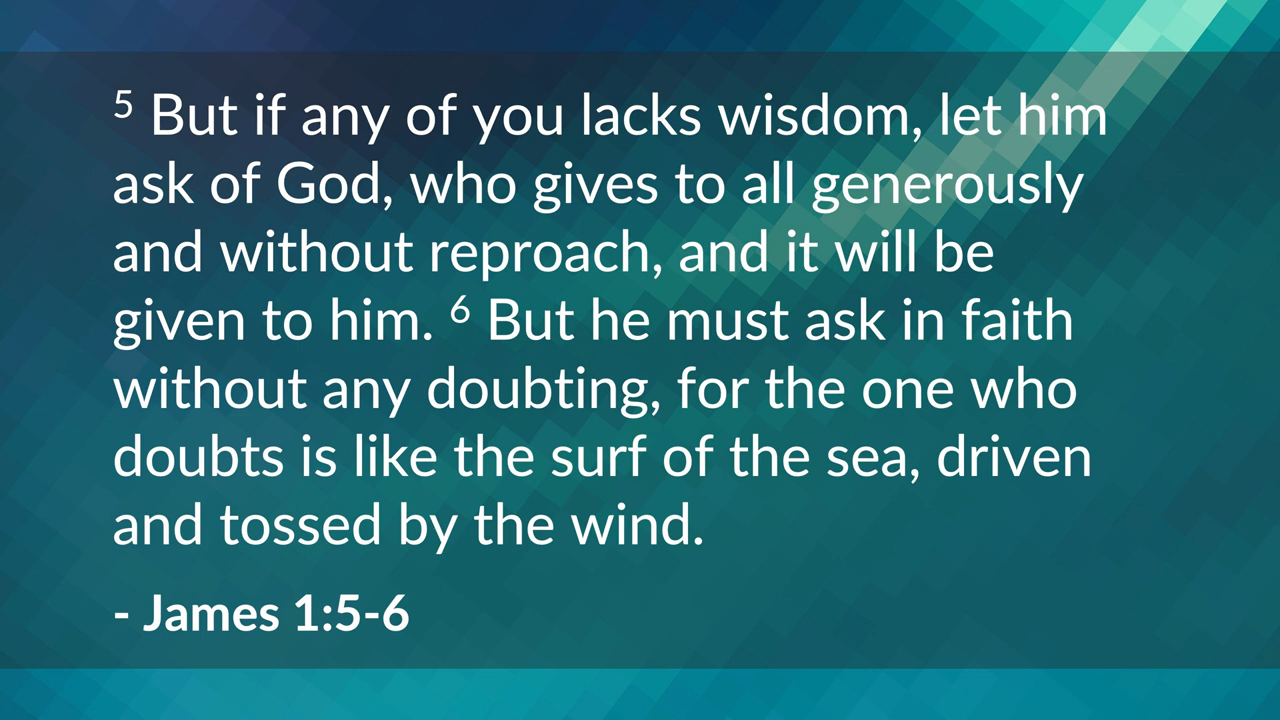 5 But if any of you lacks wisdom, let him
ask of God, who gives to all generously
and without reproach, and it will be
given to him. 6 But he must ask in faith
without any doubting, for the one who
doubts is like the surf of the sea, driven
and tossed by the wind.
- James 1:5-6